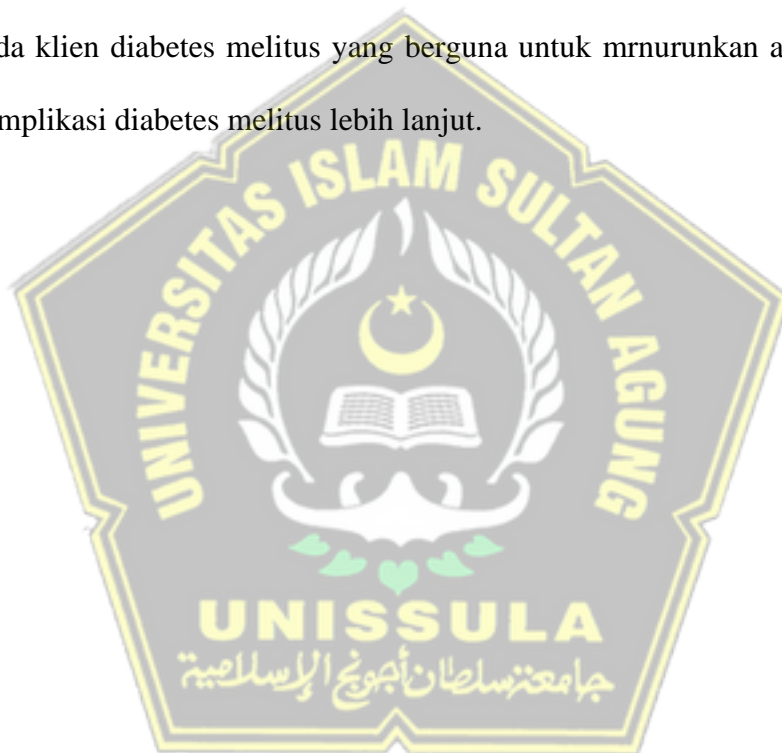 da klien diabetes melitus yang berguna untuk mrnurunkan a
mplikasi diabetes melitus lebih lanjut.
UNIVERSITAS ISLAM SULTAN AGUNG
UNISSULA
جامعتنسلطان أجونج الإسلامية